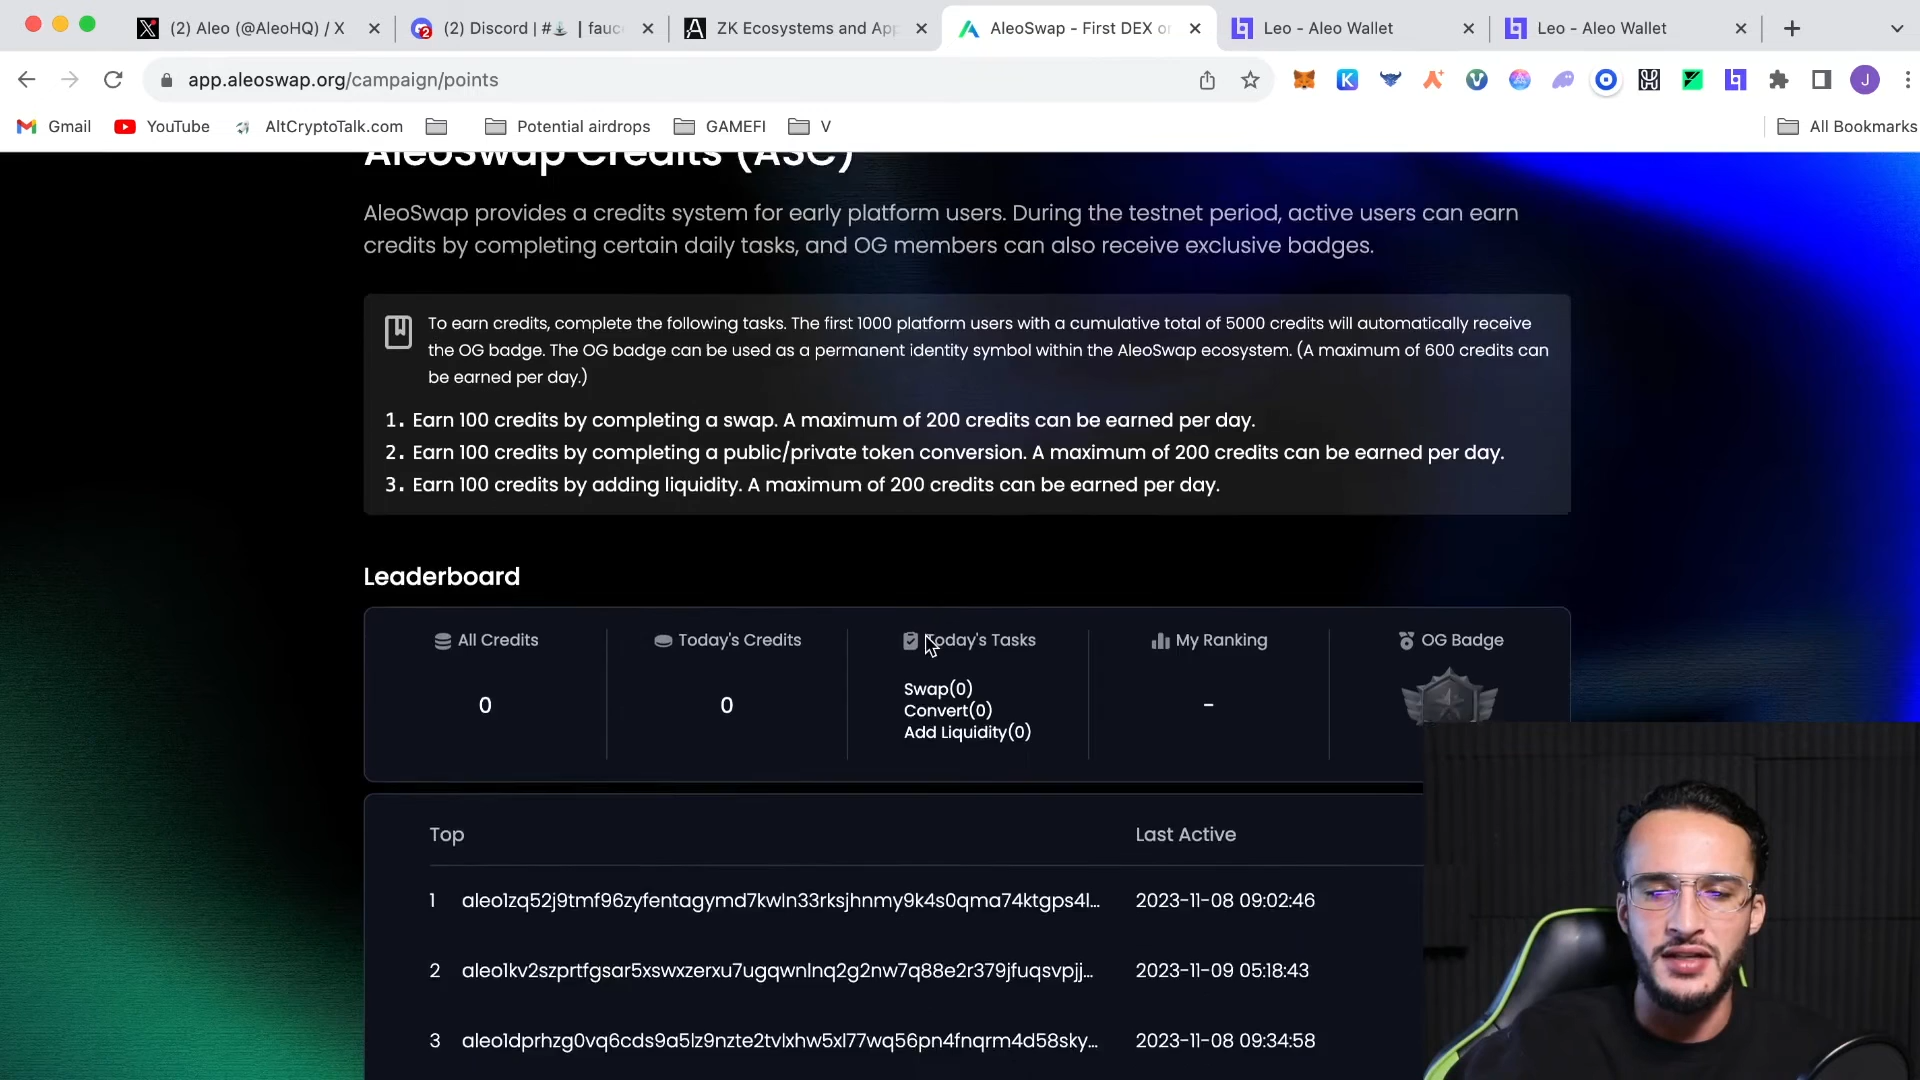 (2) Aleo (@AleoHQ) / X
(2) Discord | # | fauc
ZK Ecosystems and App
AleoSwap - First DEX o
Leo - Aleo Wallet
Leo - Aleo Wallet
app.aleoswap.org/campaign/points
J
Gmail
YouTube
AltCryptoTalk.com
Potential airdrops
GAMEFI
V
All Bookmarks
AleoSwap Credits (ASC)
AleoSwap provides a credits system for early platform users. During the testnet period, active users can earn
credits by completing certain daily tasks, and OG members can also receive exclusive badges.
To earn credits, complete the following tasks. The first 1000 platform users with a cumulative total of 5000 credits will automatically receive
the OG badge. The OG badge can be used as a permanent identity symbol within the AleoSwap ecosystem. (A maximum of 600 credits can
be earned per day.)
1. Earn 100 credits by completing a swap. A maximum of 200 credits can be earned per day.
2. Earn 100 credits by completing a public/private token conversion. A maximum of 200 credits can be earned per day.
3. Earn 100 credits by adding liquidity. A maximum of 200 credits can be earned per day.
Leaderboard
All Credits
0
Today's Credits
0
Today's Tasks
Swap(0)
Convert(0)
Add Liquidity(0)
My Ranking
-
OG Badge
Top
Last Active
1 aleo1zq52j9tmf96zyfentagymd7kwln33rksjhnmy9k4s0qma74ktgps4l... 2023-11-08 09:02:46
2 aleo1kv2szprtfgsar5xswxzerxu7ugqwnlnq2g2nw7q88e2r379jfuqsvpjj... 2023-11-09 05:18:43
3 aleo1dprhzg0vq6cds9a5lz9nzte2tvlxhw5xl77wq56pn4fnqrm4d58sky... 2023-11-08 09:34:58